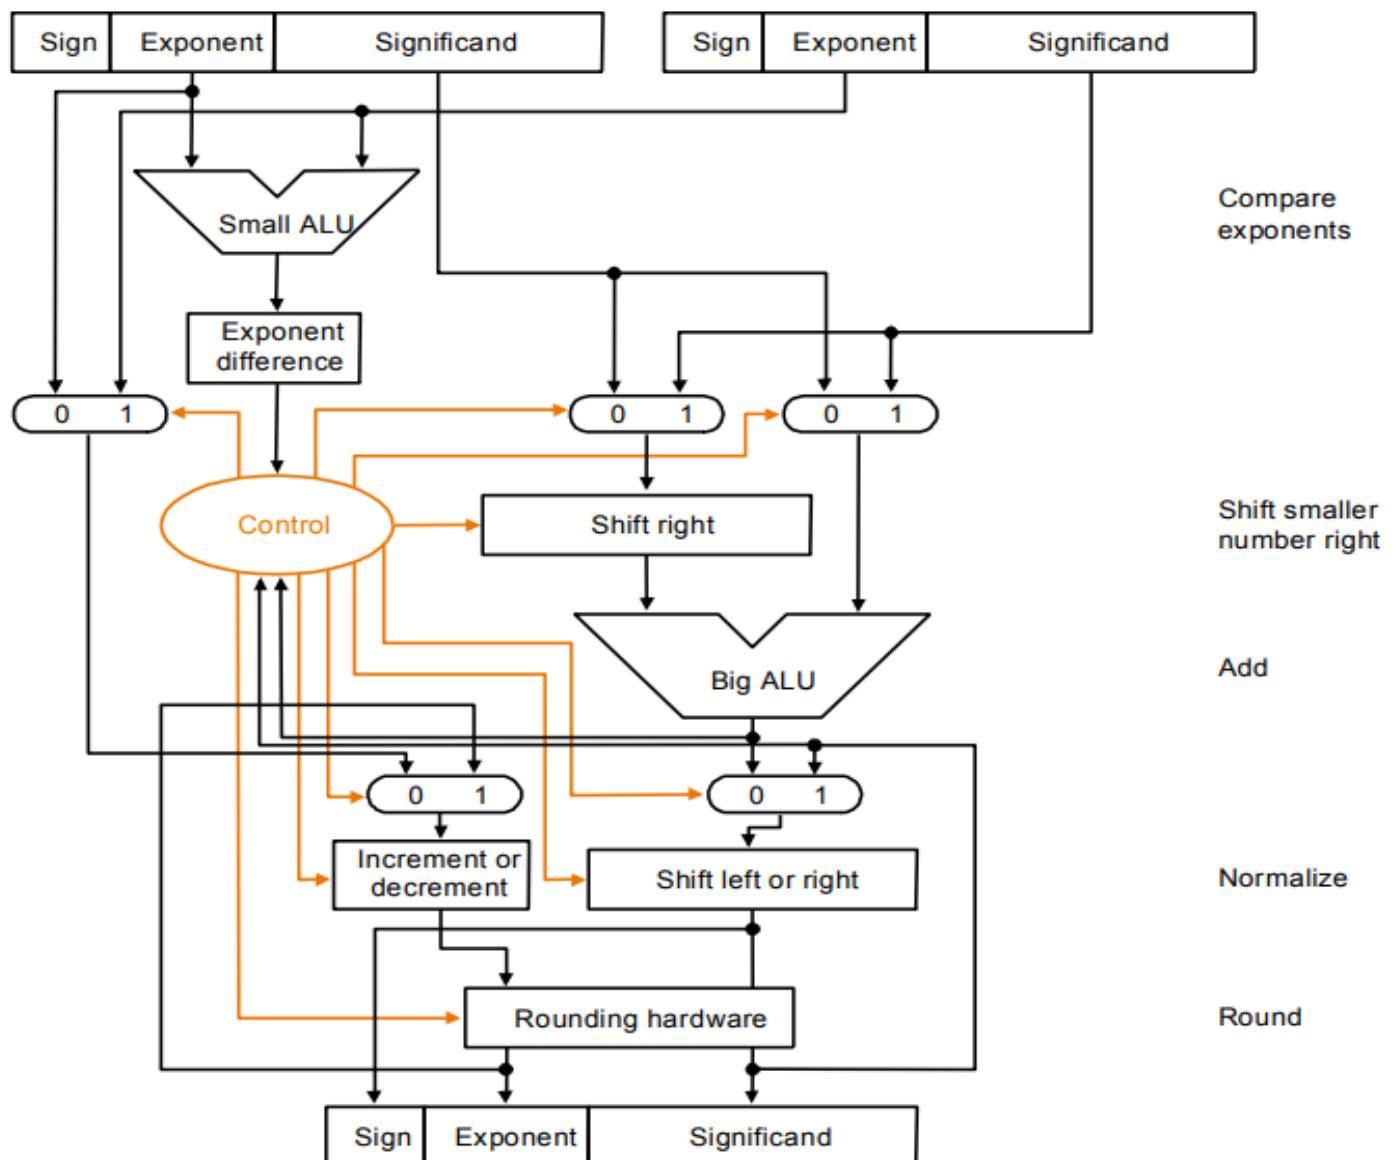 Sign Exponent Significand Sign Exponent Significand
Small ALU
Compare
exponents
Exponent
difference
0 1 0 1 0 1
Control
Shift right
Shift smaller
number right
Big ALU
Add
0 1 0 1
Increment or
decrement
Shift left or right
Normalize
Rounding hardware
Round
Sign Exponent Significand